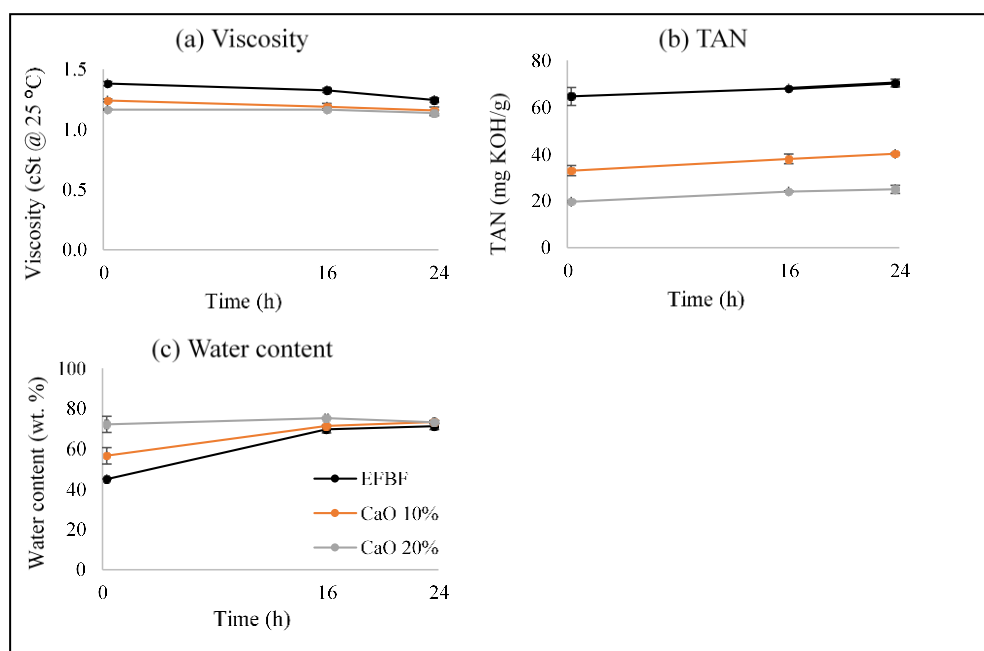 (a) Viscosity
Viscosity (cSt @ 25 °C)
1.5
1.0
0.5
0.0
0 16 24
Time (h)
(b) TAN
TAN (mg KOH/g)
80
60
40
20
0
0 16 24
Time (h)
(c) Water content
Water content (wt. %)
100
80
60
40
20
0
EFBF
CaO 10%
CaO 20%
0 16 24
Time (h)